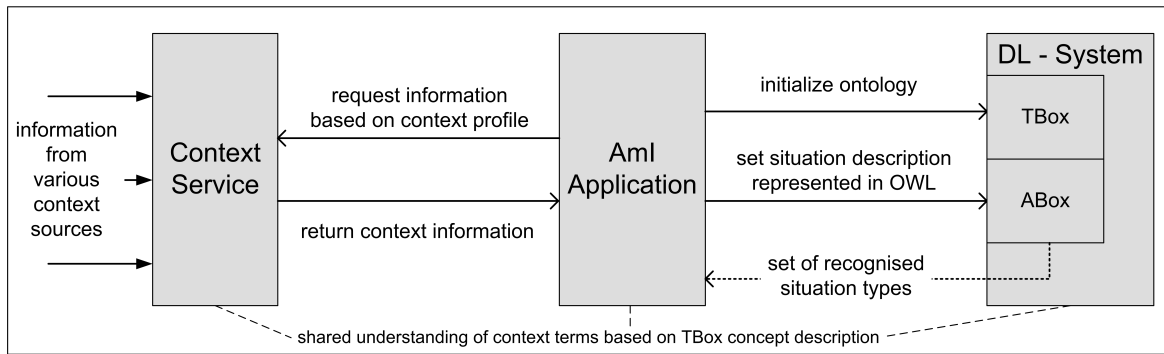 information
from
various
context
sources
Context
Service
request information
based on context profile
return context information
AmI
Application
initialize ontology
set situation description
represented in OWL
set of recognised
situation types
DL - System
TBox
ABox
shared understanding of context terms based on TBox concept description